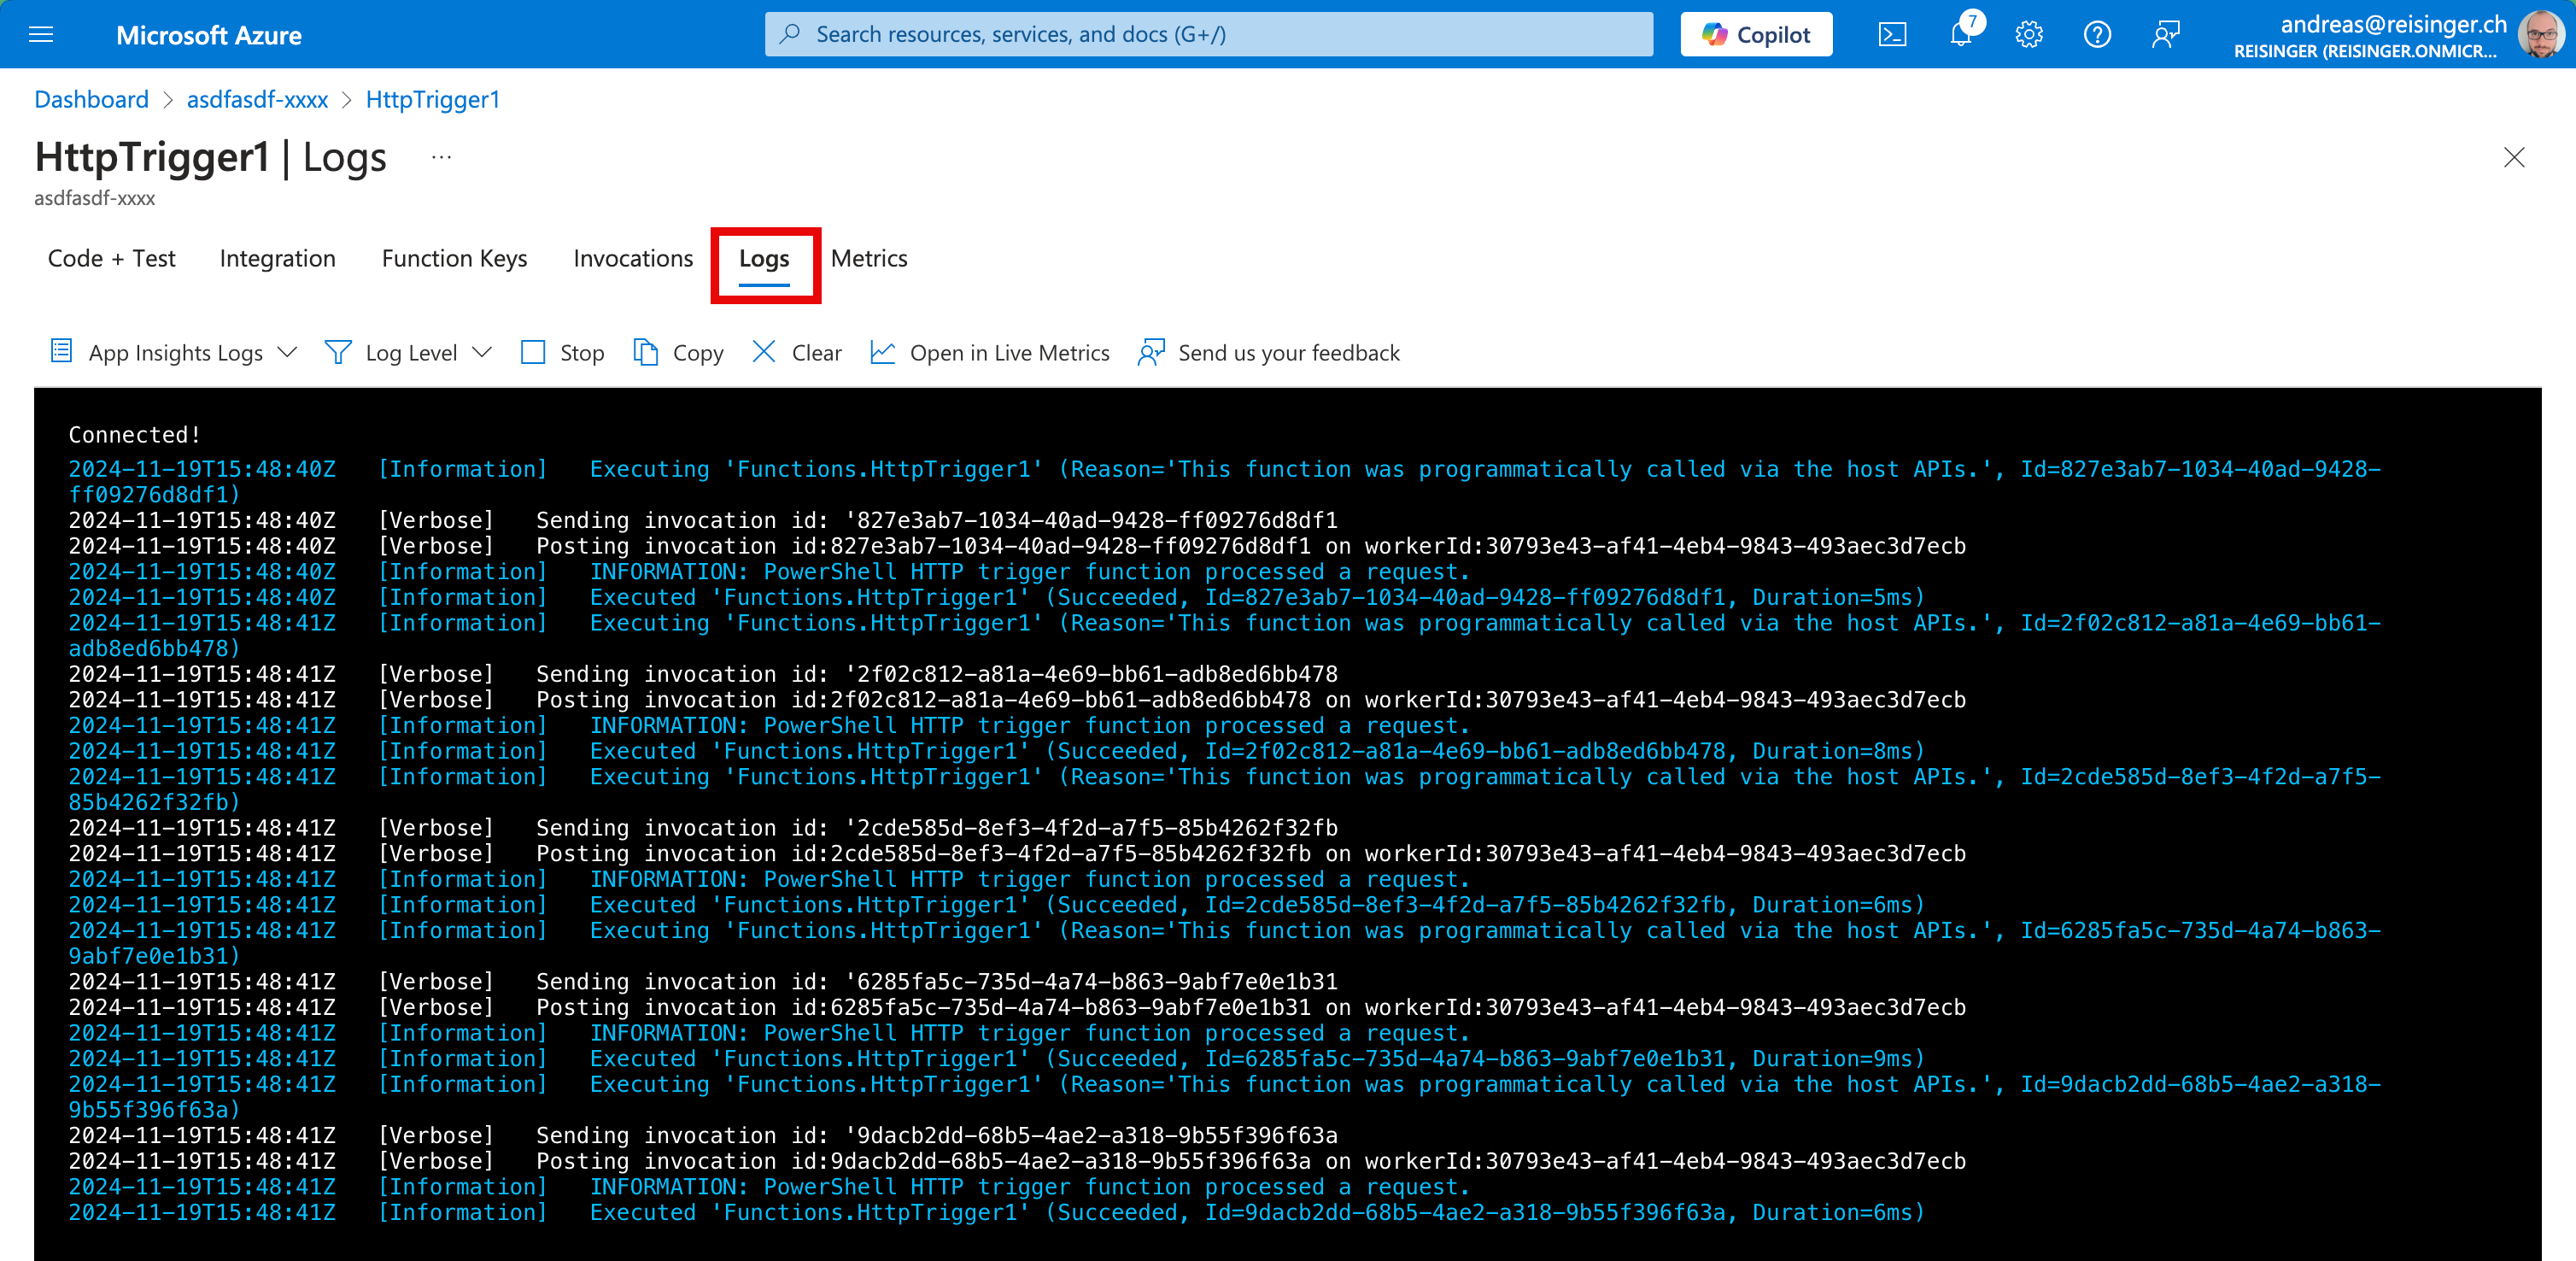 Microsoft Azure
Search resources, services, and docs (G+/)
Copilot
7
andreas@reisinger.ch
REISINGER (REISINGER.ONMICR...
Dashboard > asdfasdf-xxxx > HttpTrigger1
HttpTrigger1 | Logs ...
asdfasdf-xxxx
Code + Test Integration Function Keys Invocations Logs Metrics
App Insights Logs Log Level Stop Copy Clear Open in Live Metrics Send us your feedback
Connected!
2024-11-19T15:48:40Z [Information] Executing 'Functions.HttpTrigger1' (Reason='This function was programmatically called via the host APIs.', Id=827e3ab7-1034-40ad-9428-
ff09276d8df1)
2024-11-19T15:48:40Z [Verbose] Sending invocation id: '827e3ab7-1034-40ad-9428-ff09276d8df1
2024-11-19T15:48:40Z [Verbose] Posting invocation id:827e3ab7-1034-40ad-9428-ff09276d8df1 on workerId:30793e43-af41-4eb4-9843-493aec3d7ecb
2024-11-19T15:48:40Z [Information] INFORMATION: PowerShell HTTP trigger function processed a request.
2024-11-19T15:48:40Z [Information] Executed 'Functions.HttpTrigger1' (Succeeded, Id=827e3ab7-1034-40ad-9428-ff09276d8df1, Duration=5ms)
2024-11-19T15:48:41Z [Information] Executing 'Functions.HttpTrigger1' (Reason='This function was programmatically called via the host APIs.', Id=2f02c812-a81a-4e69-bb61-
adb8ed6bb478)
2024-11-19T15:48:41Z [Verbose] Sending invocation id: '2f02c812-a81a-4e69-bb61-adb8ed6bb478
2024-11-19T15:48:41Z [Verbose] Posting invocation id:2f02c812-a81a-4e69-bb61-adb8ed6bb478 on workerId:30793e43-af41-4eb4-9843-493aec3d7ecb
2024-11-19T15:48:41Z [Information] INFORMATION: PowerShell HTTP trigger function processed a request.
2024-11-19T15:48:41Z [Information] Executed 'Functions.HttpTrigger1' (Succeeded, Id=2f02c812-a81a-4e69-bb61-adb8ed6bb478, Duration=8ms)
2024-11-19T15:48:41Z [Information] Executing 'Functions.HttpTrigger1' (Reason='This function was programmatically called via the host APIs.', Id=2cde585d-8ef3-4f2d-a7f5-
85b4262f32fb)
2024-11-19T15:48:41Z [Verbose] Sending invocation id: '2cde585d-8ef3-4f2d-a7f5-85b4262f32fb
2024-11-19T15:48:41Z [Verbose] Posting invocation id:2cde585d-8ef3-4f2d-a7f5-85b4262f32fb on workerId:30793e43-af41-4eb4-9843-493aec3d7ecb
2024-11-19T15:48:41Z [Information] INFORMATION: PowerShell HTTP trigger function processed a request.
2024-11-19T15:48:41Z [Information] Executed 'Functions.HttpTrigger1' (Succeeded, Id=2cde585d-8ef3-4f2d-a7f5-85b4262f32fb, Duration=6ms)
2024-11-19T15:48:41Z [Information] Executing 'Functions.HttpTrigger1' (Reason='This function was programmatically called via the host APIs.', Id=6285fa5c-735d-4a74-b863-
9abf7e0e1b31)
2024-11-19T15:48:41Z [Verbose] Sending invocation id: '6285fa5c-735d-4a74-b863-9abf7e0e1b31
2024-11-19T15:48:41Z [Verbose] Posting invocation id:6285fa5c-735d-4a74-b863-9abf7e0e1b31 on workerId:30793e43-af41-4eb4-9843-493aec3d7ecb
2024-11-19T15:48:41Z [Information] INFORMATION: PowerShell HTTP trigger function processed a request.
2024-11-19T15:48:41Z [Information] Executed 'Functions.HttpTrigger1' (Succeeded, Id=6285fa5c-735d-4a74-b863-9abf7e0e1b31, Duration=9ms)
2024-11-19T15:48:41Z [Information] Executing 'Functions.HttpTrigger1' (Reason='This function was programmatically called via the host APIs.', Id=9dacb2dd-68b5-4ae2-a318-
9b55f396f63a)
2024-11-19T15:48:41Z [Verbose] Sending invocation id: '9dacb2dd-68b5-4ae2-a318-9b55f396f63a
2024-11-19T15:48:41Z [Verbose] Posting invocation id:9dacb2dd-68b5-4ae2-a318-9b55f396f63a on workerId:30793e43-af41-4eb4-9843-493aec3d7ecb
2024-11-19T15:48:41Z [Information] INFORMATION: PowerShell HTTP trigger function processed a request.
2024-11-19T15:48:41Z [Information] Executed 'Functions.HttpTrigger1' (Succeeded, Id=9dacb2dd-68b5-4ae2-a318-9b55f396f63a, Duration=6ms)